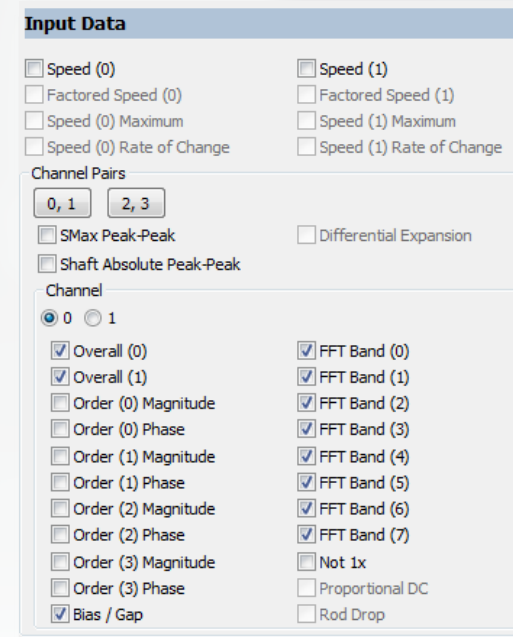 Input Data
Speed (0) Speed (1)
Factored Speed (0) Factored Speed (1)
Speed (0) Maximum Speed (1) Maximum
Speed (0) Rate of Change Speed (1) Rate of Change
Channel Pairs
0, 1 2, 3
SMax Peak-Peak Differential Expansion
Shaft Absolute Peak-Peak
Channel
0 1
Overall (0) FFT Band (0)
Overall (1) FFT Band (1)
Order (0) Magnitude FFT Band (2)
Order (0) Phase FFT Band (3)
Order (1) Magnitude FFT Band (4)
Order (1) Phase FFT Band (5)
Order (2) Magnitude FFT Band (6)
Order (2) Phase FFT Band (7)
Order (3) Magnitude Not 1x
Order (3) Phase Proportional DC
Bias / Gap Rod Drop